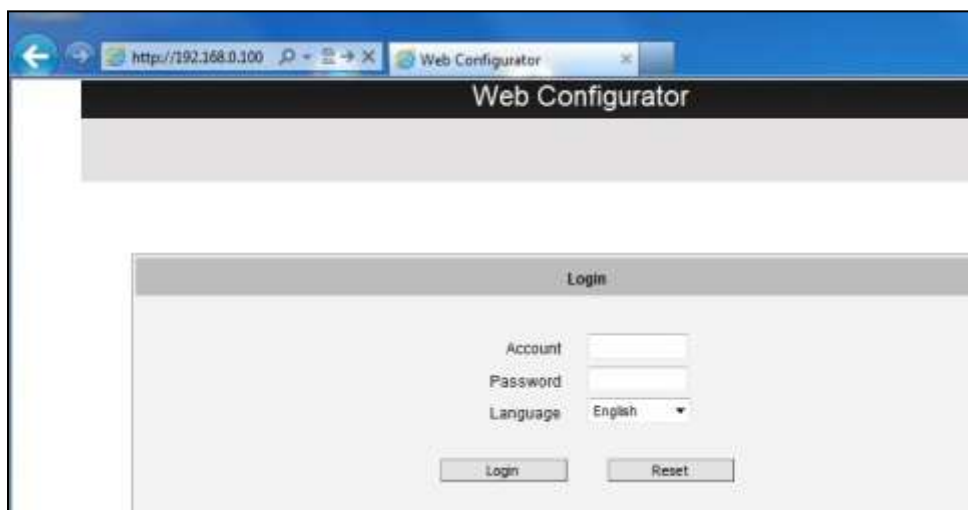 http://192.168.0.100 Web Configurator
Web Configurator
Login
Account
Password
Language English
Login Reset